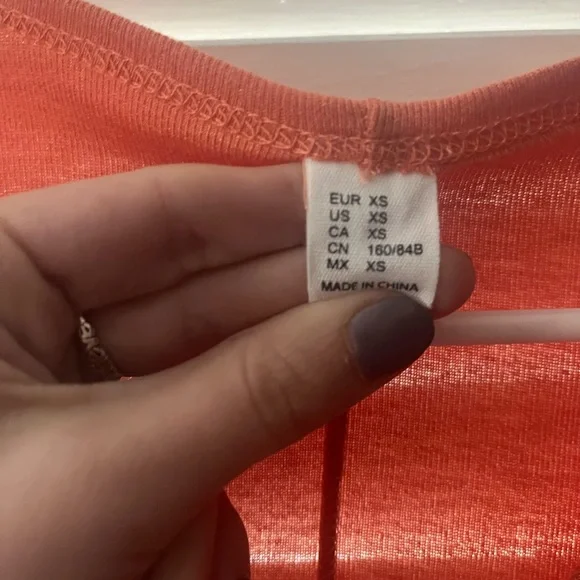 EUR XS
US XS
CA XS
CN 160/84B
MX XS
MADE IN CHINA